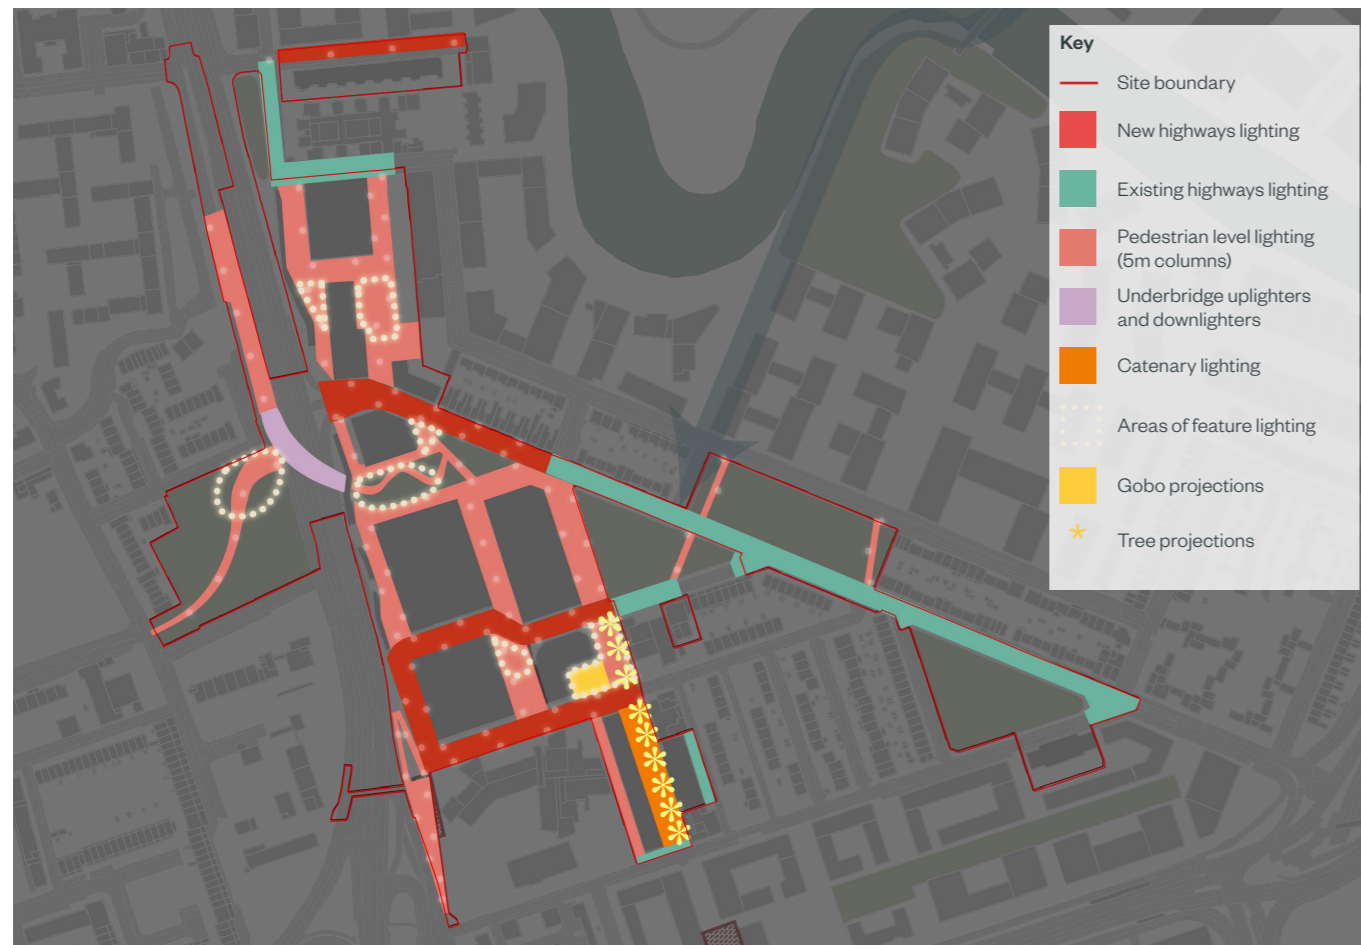 Key
Site boundary
New highways lighting
Existing highways lighting
Pedestrian level lighting
(5m columns)
Underbridge uplighters
and downlighters
Catenary lighting
Areas of feature lighting
Gobo projections
Tree projections